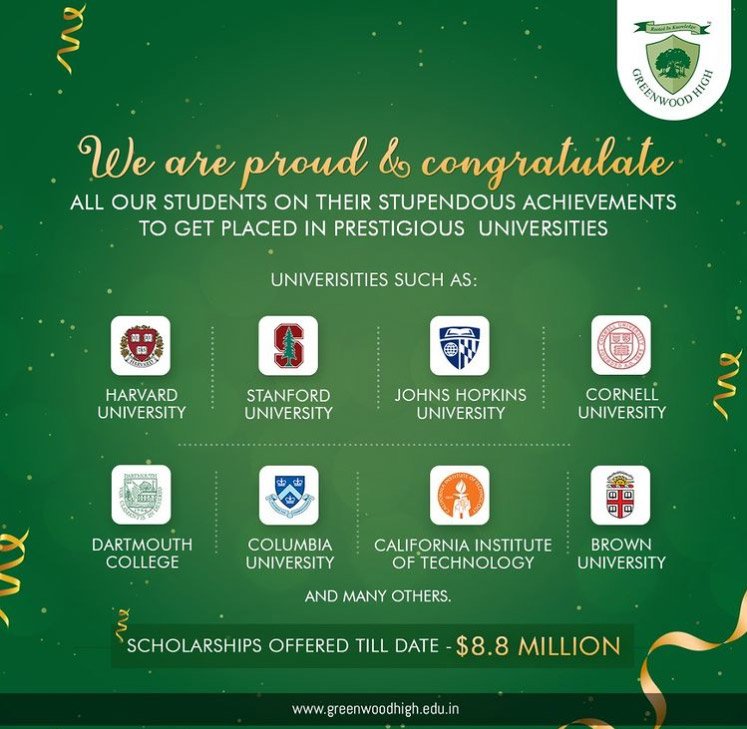 Rooted In Knowledge
GREENWOOD HIGH
We are proud & congratulate
ALL OUR STUDENTS ON THEIR STUPENDOUS ACHIEVEMENTS
TO GET PLACED IN PRESTIGIOUS UNIVERSITIES
UNIVERISITIES SUCH AS:
HARVARD
UNIVERSITY
STANFORD
UNIVERSITY
JOHNS HOPKINS
UNIVERSITY
CORNELL
UNIVERSITY
DARTMOUTH
COLLEGE
COLUMBIA
UNIVERSITY
CALIFORNIA INSTITUTE
OF TECHNOLOGY
BROWN
UNIVERSITY
AND MANY OTHERS.
SCHOLARSHIPS OFFERED TILL DATE - $8.8 MILLION
www.greenwoodhigh.edu.in